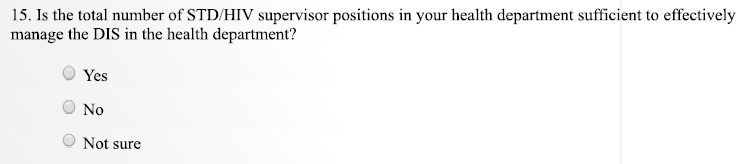 15. Is the total number of STD/HIV supervisor positions in your health department sufficient to effectively
manage the DIS in the health department?
Yes
No
Not sure